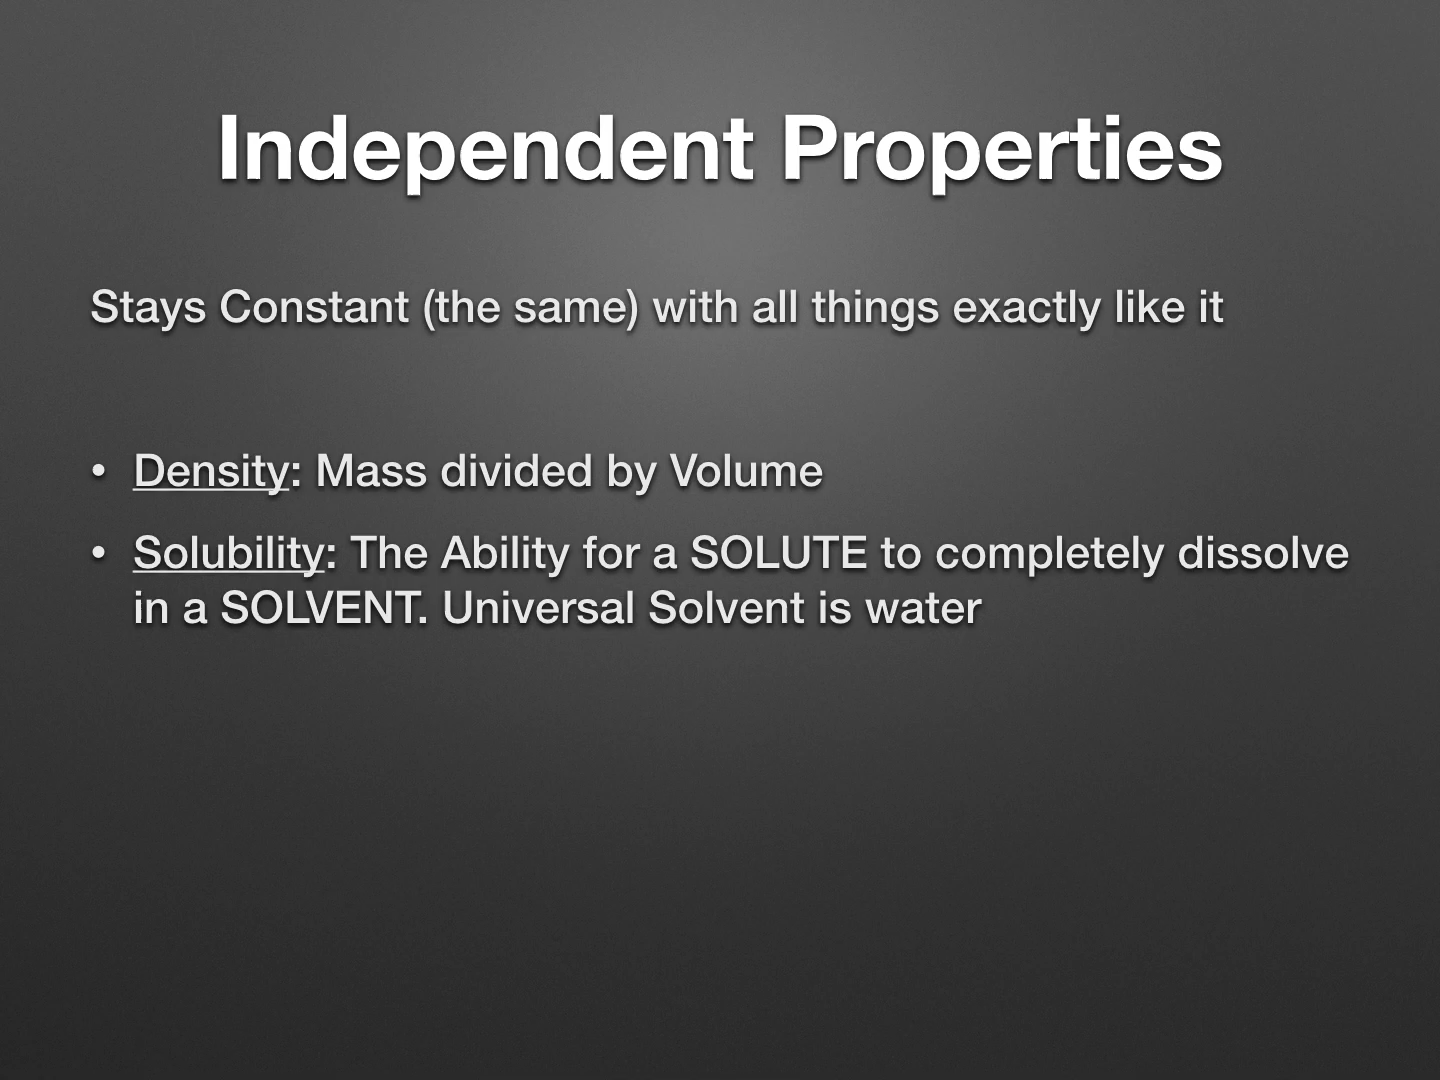 Independent Properties
Stays Constant (the same) with all things exactly like it
• Density: Mass divided by Volume
• Solubility: The Ability for a SOLUTE to completely dissolve
in a SOLVENT. Universal Solvent is water